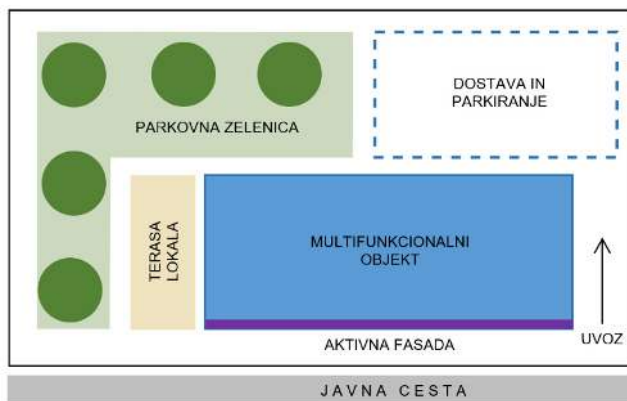 DOSTAVA IN
PARKIRANJE
PARKOVNA ZELENICA
TERASA
LOKALA
MULTIFUNKCIONALNI
OBJEKT
AKTIVNA FASADA
UVOZ
JAVNA CESTA